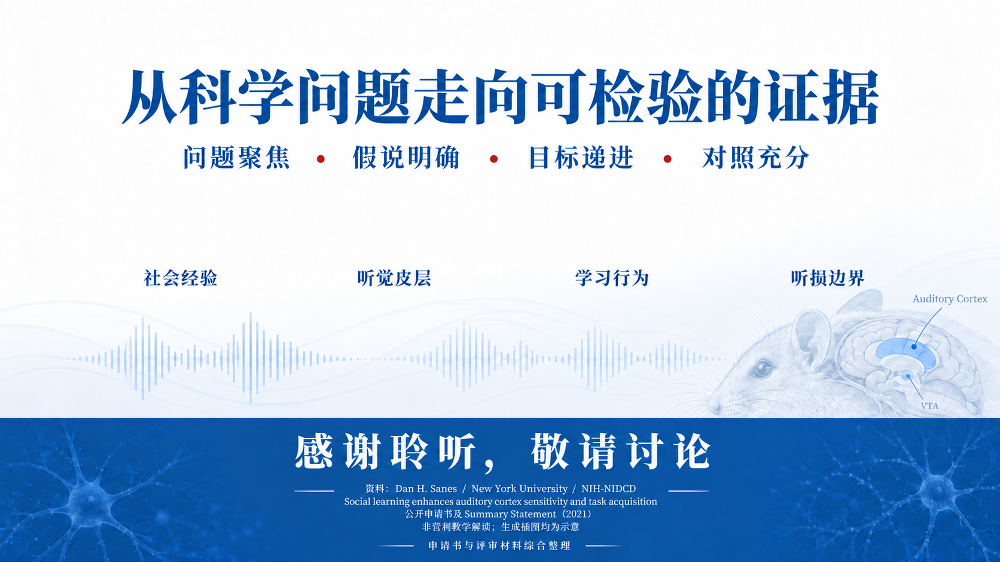 从科学问题走向可检验的证据
问题聚焦 • 假说明确 • 目标递进 • 对照充分
社会经验 听觉皮层 学习行为 听损边界
Auditory Cortex
VTA
感谢聆听，敬请讨论
资料：Dan H. Sanes / New York University / NIH-NIDCD
Social learning enhances auditory cortex sensitivity and task acquisition
公开申请书及 Summary Statement（2021）
非营利教学解读；生成插图均为示意
申请书与评审材料综合整理